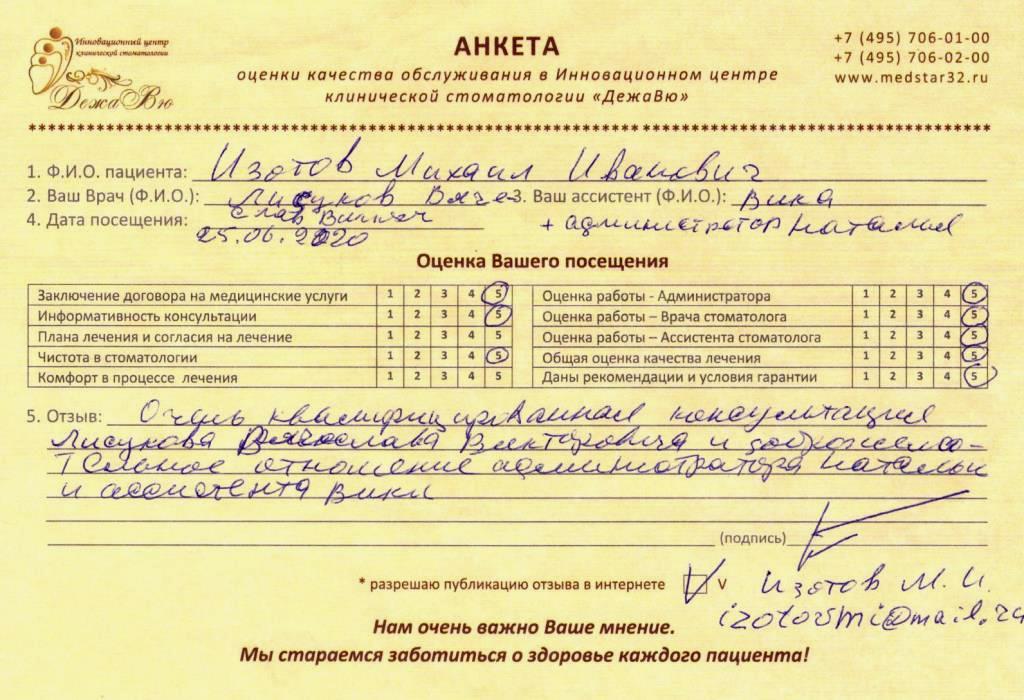 Инновационный центр
клинической стоматологии
ДежаВю
АНКЕТА
оценки качества обслуживания в Инновационном центре
клинической стоматологии «ДежаВю»
+7 (495) 706-01-00
+7 (495) 706-02-00
www.medstar32.ru
1. Ф.И.О. пациента: Изотов Михаил Иванович
2. Ваш Врач (Ф.И.О.): Лисуков Вяче 3. Ваш ассистент (Ф.И.О.): Вика
слав
4. Дата посещения: 25.06.2020 + администратор Наталия
Оценка Вашего посещения
Заключение договора на медицинские услуги 1 2 3 4 5 Оценка работы - Администратора 1 2 3 4 5
Информативность консультации 1 2 3 4 5 Оценка работы – Врача стоматолога 1 2 3 4 5
Плана лечения и согласия на лечение 1 2 3 4 5 Оценка работы – Ассистента стоматолога 1 2 3 4 5
Чистота в стоматологии 1 2 3 4 5 Общая оценка качества лечения 1 2 3 4 5
Комфорт в процессе лечения 1 2 3 4 5 Даны рекомендации и условия гарантии 1 2 3 4 5
5. Отзыв: Очень квалифицированная консультация
Лисукова Вячеслава Викторовича и доброжела-
тельное отношение администратора Натальи
и ассистента Вики
(подпись)
* разрешаю публикацию отзыва в интернете V Изотов М. И.
izotovmi@mail.ru
Нам очень важно Ваше мнение.
Мы стараемся заботиться о здоровье каждого пациента!